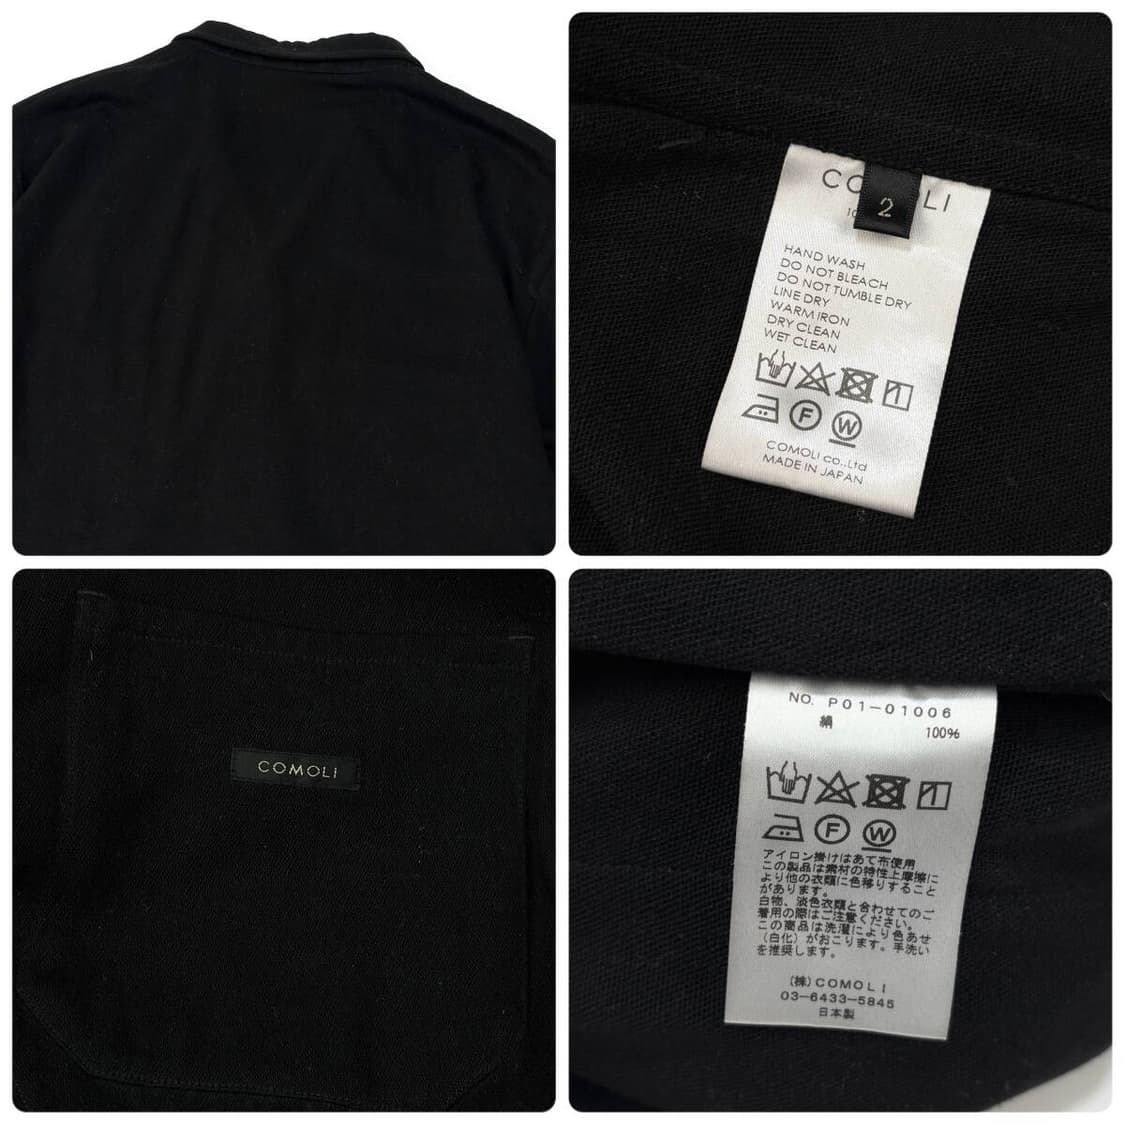 COMOLI
2
HAND WASH
DO NOT BLEACH
DO NOT TUMBLE DRY
LINE DRY
WARM IRON
DRY CLEAN
WET CLEAN
F W
COMOLI co.,Ltd
MADE IN JAPAN
COMOLI
NO. P01-01006
絹 100%
F W
アイロン掛けはあて布使用
この製品は素材の特性上摩擦に
より他の衣類に色移りすること
があります。
白物、淡色衣類と合わせてのご
着用の際はご注意ください。
この商品は洗濯により色あせ
(白化)がおこります。手洗い
を推奨します。
(株)COMOLI
03-6433-5845
日本製